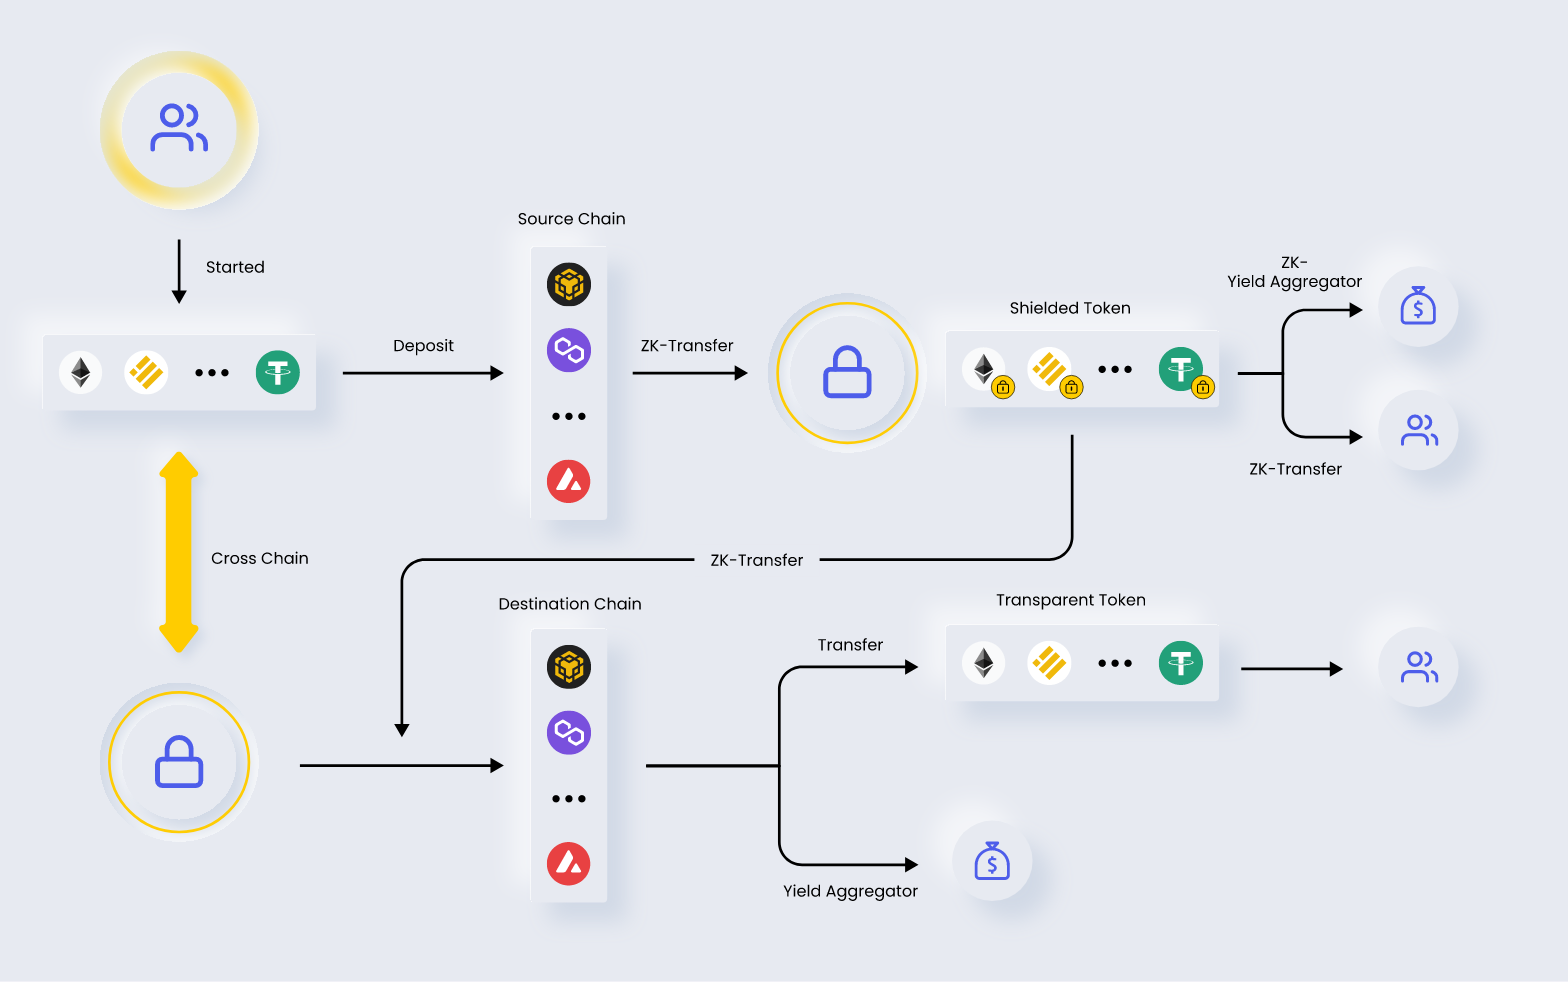 Source Chain
Started
ZK-
Yield Aggregator
Shielded Token
Deposit
ZK-Transfer
ZK-Transfer
Cross Chain
ZK-Transfer
Destination Chain
Transparent Token
Transfer
Yield Aggregator